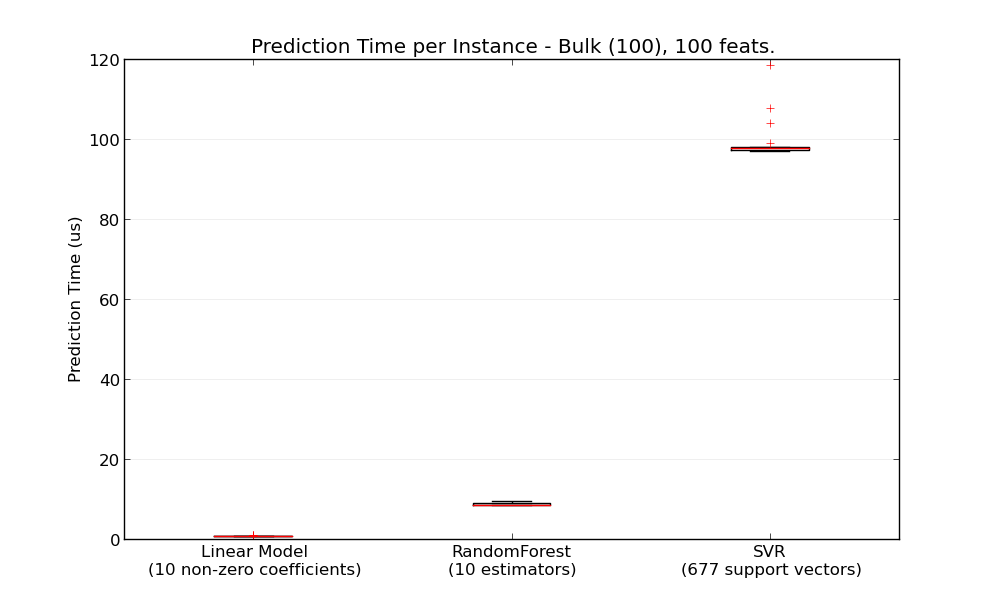 Prediction Time per Instance - Bulk (100), 100 feats.
120
100
80
60
40
20
0
Prediction Time (us)
Linear Model
(10 non-zero coefficients)
RandomForest
(10 estimators)
SVR
(677 support vectors)